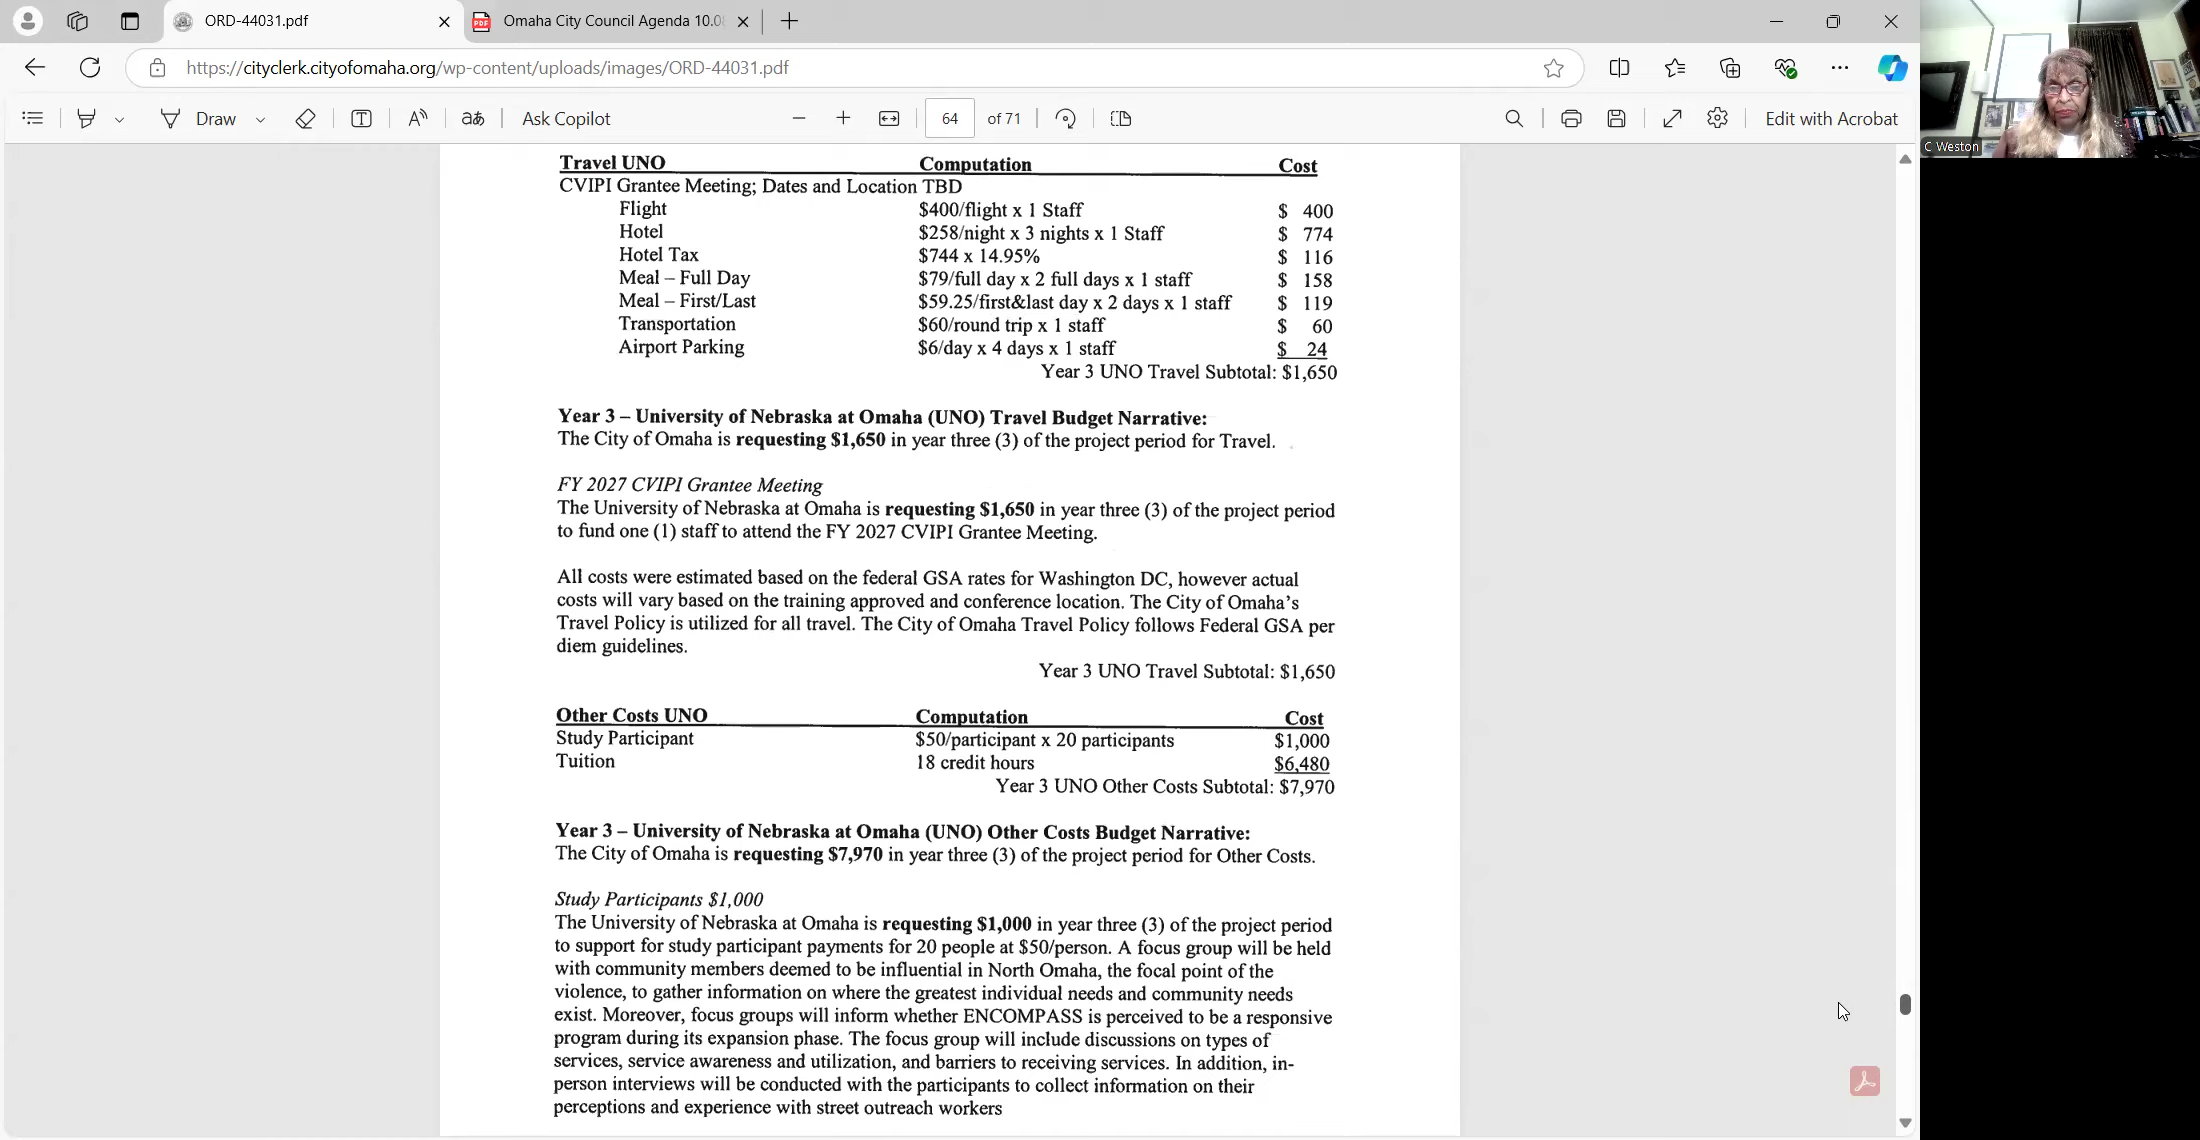 ORD-44031.pdf
Omaha City Council Agenda 10.0
https://cityclerk.cityofomaha.org/wp-content/uploads/images/ORD-44031.pdf
Draw
Ask Copilot
64 of 71
Edit with Acrobat
C Weston
Travel UNO Computation Cost
CVIPI Grantee Meeting; Dates and Location TBD
Flight $400/flight x 1 Staff $ 400
Hotel $258/night x 3 nights x 1 Staff $ 774
Hotel Tax $744 x 14.95% $ 116
Meal – Full Day $79/full day x 2 full days x 1 staff $ 158
Meal – First/Last $59.25/first&last day x 2 days x 1 staff $ 119
Transportation $60/round trip x 1 staff $ 60
Airport Parking $6/day x 4 days x 1 staff $ 24
Year 3 UNO Travel Subtotal: $1,650
Year 3 – University of Nebraska at Omaha (UNO) Travel Budget Narrative:
The City of Omaha is requesting $1,650 in year three (3) of the project period for Travel.
FY 2027 CVIPI Grantee Meeting
The University of Nebraska at Omaha is requesting $1,650 in year three (3) of the project period
to fund one (1) staff to attend the FY 2027 CVIPI Grantee Meeting.
All costs were estimated based on the federal GSA rates for Washington DC, however actual
costs will vary based on the training approved and conference location. The City of Omaha's
Travel Policy is utilized for all travel. The City of Omaha Travel Policy follows Federal GSA per
diem guidelines.
Year 3 UNO Travel Subtotal: $1,650
Other Costs UNO Computation Cost
Study Participant $50/participant x 20 participants $1,000
Tuition 18 credit hours $6,480
Year 3 UNO Other Costs Subtotal: $7,970
Year 3 – University of Nebraska at Omaha (UNO) Other Costs Budget Narrative:
The City of Omaha is requesting $7,970 in year three (3) of the project period for Other Costs.
Study Participants $1,000
The University of Nebraska at Omaha is requesting $1,000 in year three (3) of the project period
to support for study participant payments for 20 people at $50/person. A focus group will be held
with community members deemed to be influential in North Omaha, the focal point of the
violence, to gather information on where the greatest individual needs and community needs
exist. Moreover, focus groups will inform whether ENCOMPASS is perceived to be a responsive
program during its expansion phase. The focus group will include discussions on types of
services, service awareness and utilization, and barriers to receiving services. In addition, in-
person interviews will be conducted with the participants to collect information on their
perceptions and experience with street outreach workers